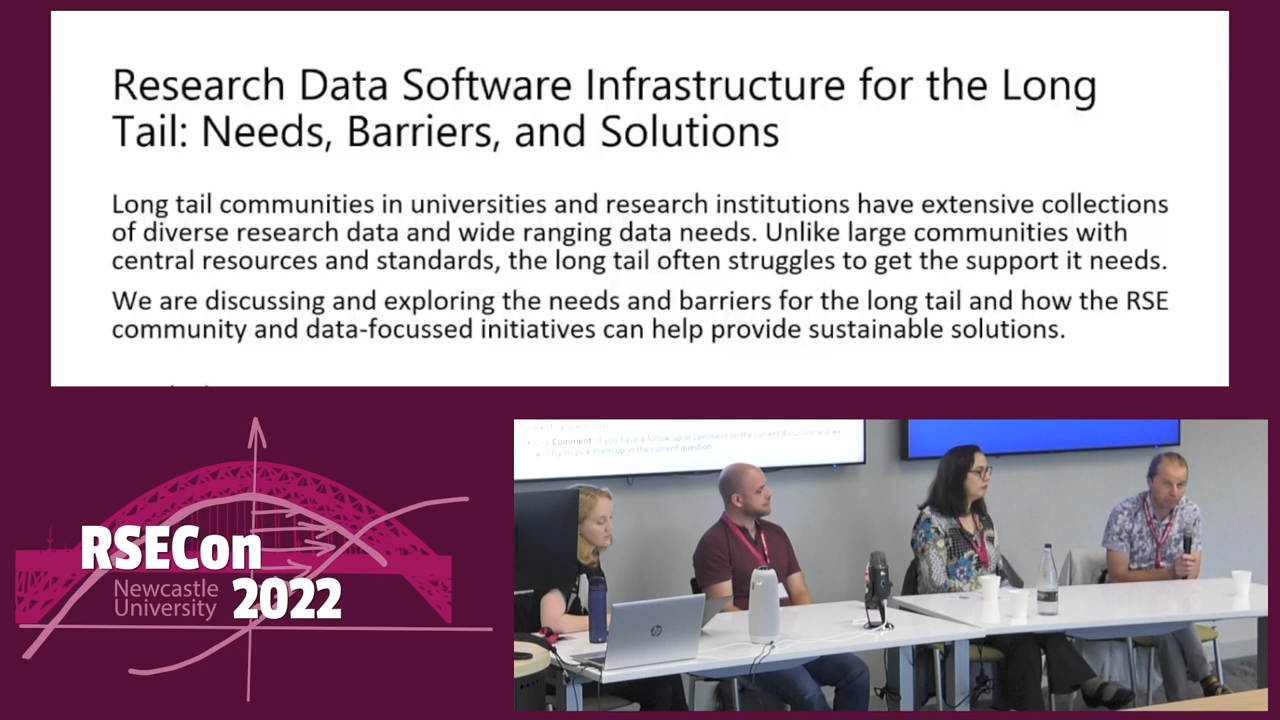 Research Data Software Infrastructure for the Long
Tail: Needs, Barriers, and Solutions
Long tail communities in universities and research institutions have extensive collections
of diverse research data and wide ranging data needs. Unlike large communities with
central resources and standards, the long tail often struggles to get the support it needs.
We are discussing and exploring the needs and barriers for the long tail and how the RSE
community and data-focussed initiatives can help provide sustainable solutions.
RSECon
Newcastle
University
2022
existing questions
• Use Comment if you have a follow up or comment on the current discussion and we
will try to pick them up in the current question
hp